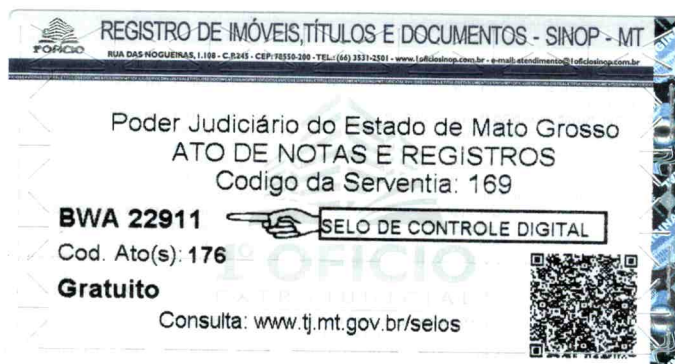 1º OFÍCIO
REGISTRO DE IMÓVEIS,TÍTULOS E DOCUMENTOS - SINOP - MT
RUA DAS NOGUEIRAS, 1.108 - C.P.245 - CEP: 78550-200 - TEL.: (66) 3531-2501 - www.1oficiosinop.com.br - e-mail: atendimento@1oficiosinop.com.br
Poder Judiciário do Estado de Mato Grosso
ATO DE NOTAS E REGISTROS
Codigo da Serventia: 169
BWA 22911 SELO DE CONTROLE DIGITAL
Cod. Ato(s): 176
1º OFÍCIO
Gratuito
Consulta: www.tj.mt.gov.br/selos